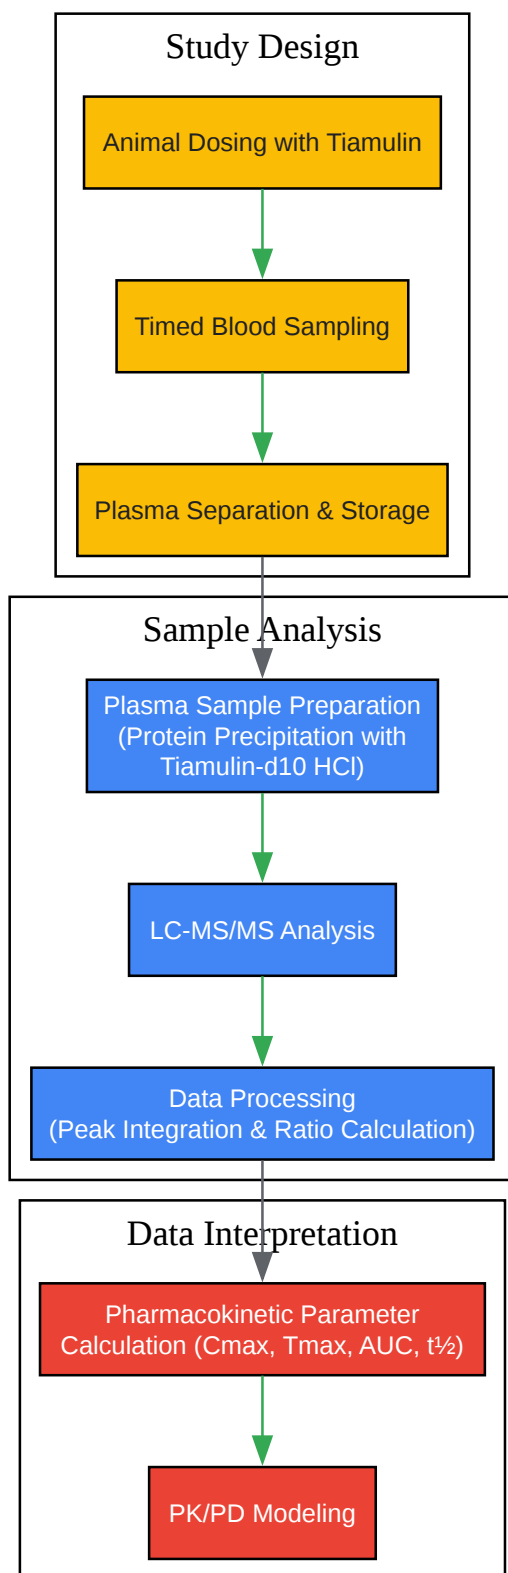 Study Design
Animal Dosing with Tiamulin
Timed Blood Sampling
Plasma Separation & Storage
Sample Analysis
Plasma Sample Preparation
(Protein Precipitation with
Tiamulin-d10 HCl)
LC-MS/MS Analysis
Data Processing
(Peak Integration & Ratio Calculation)
Data Interpretation
Pharmacokinetic Parameter
Calculation (Cmax, Tmax, AUC, t½)
PK/PD Modeling